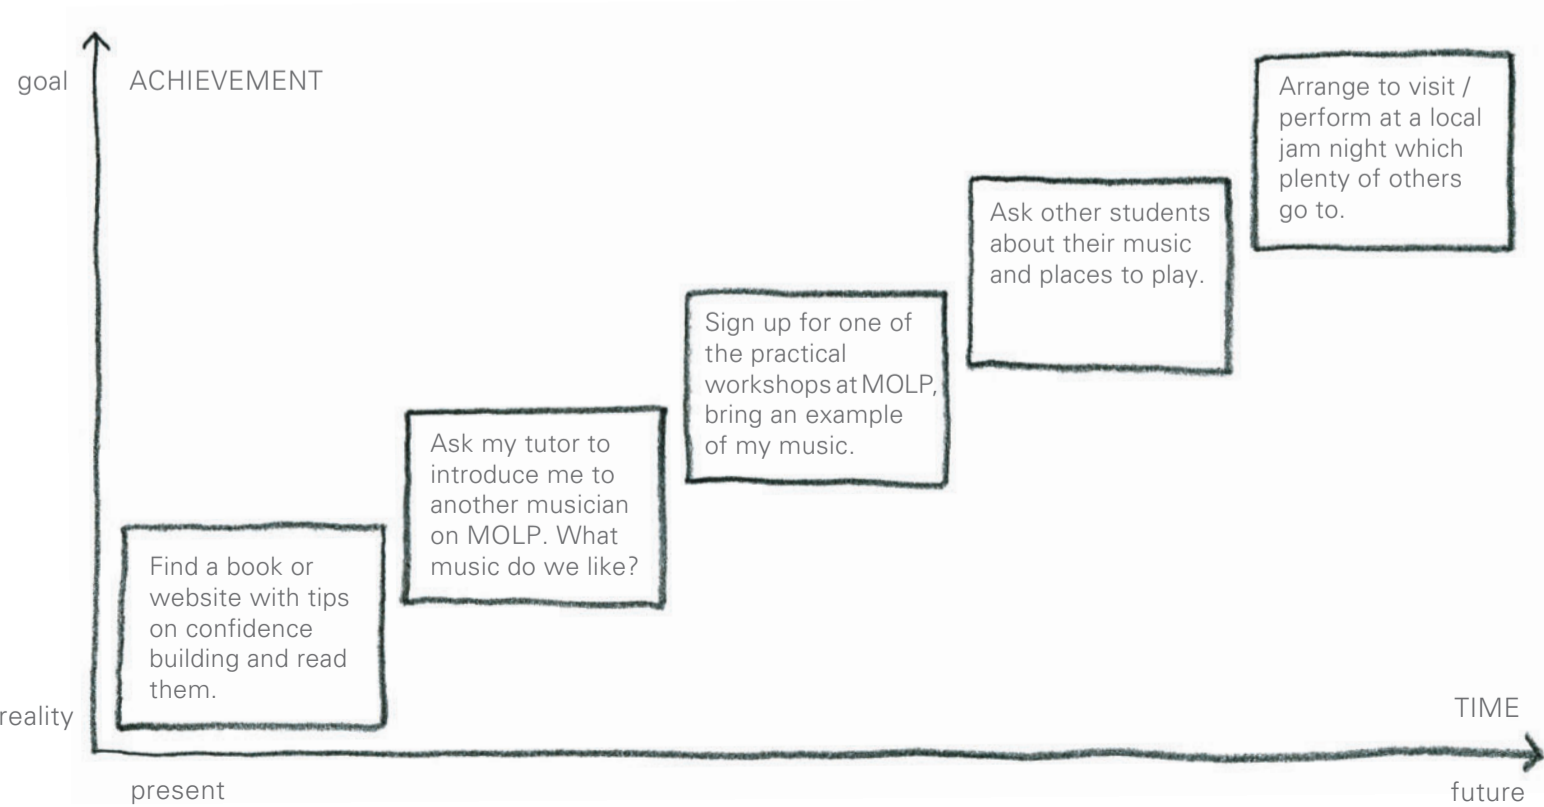 goal
ACHIEVEMENT
Arrange to visit /
perform at a local
jam night which
plenty of others
go to.
Ask other students
about their music
and places to play.
Sign up for one of
the practical
workshops at MOLP,
bring an example
of my music.
Ask my tutor to
introduce me to
another musician
on MOLP. What
music do we like?
Find a book or
website with tips
on confidence
building and read
them.
reality
TIME
present
future